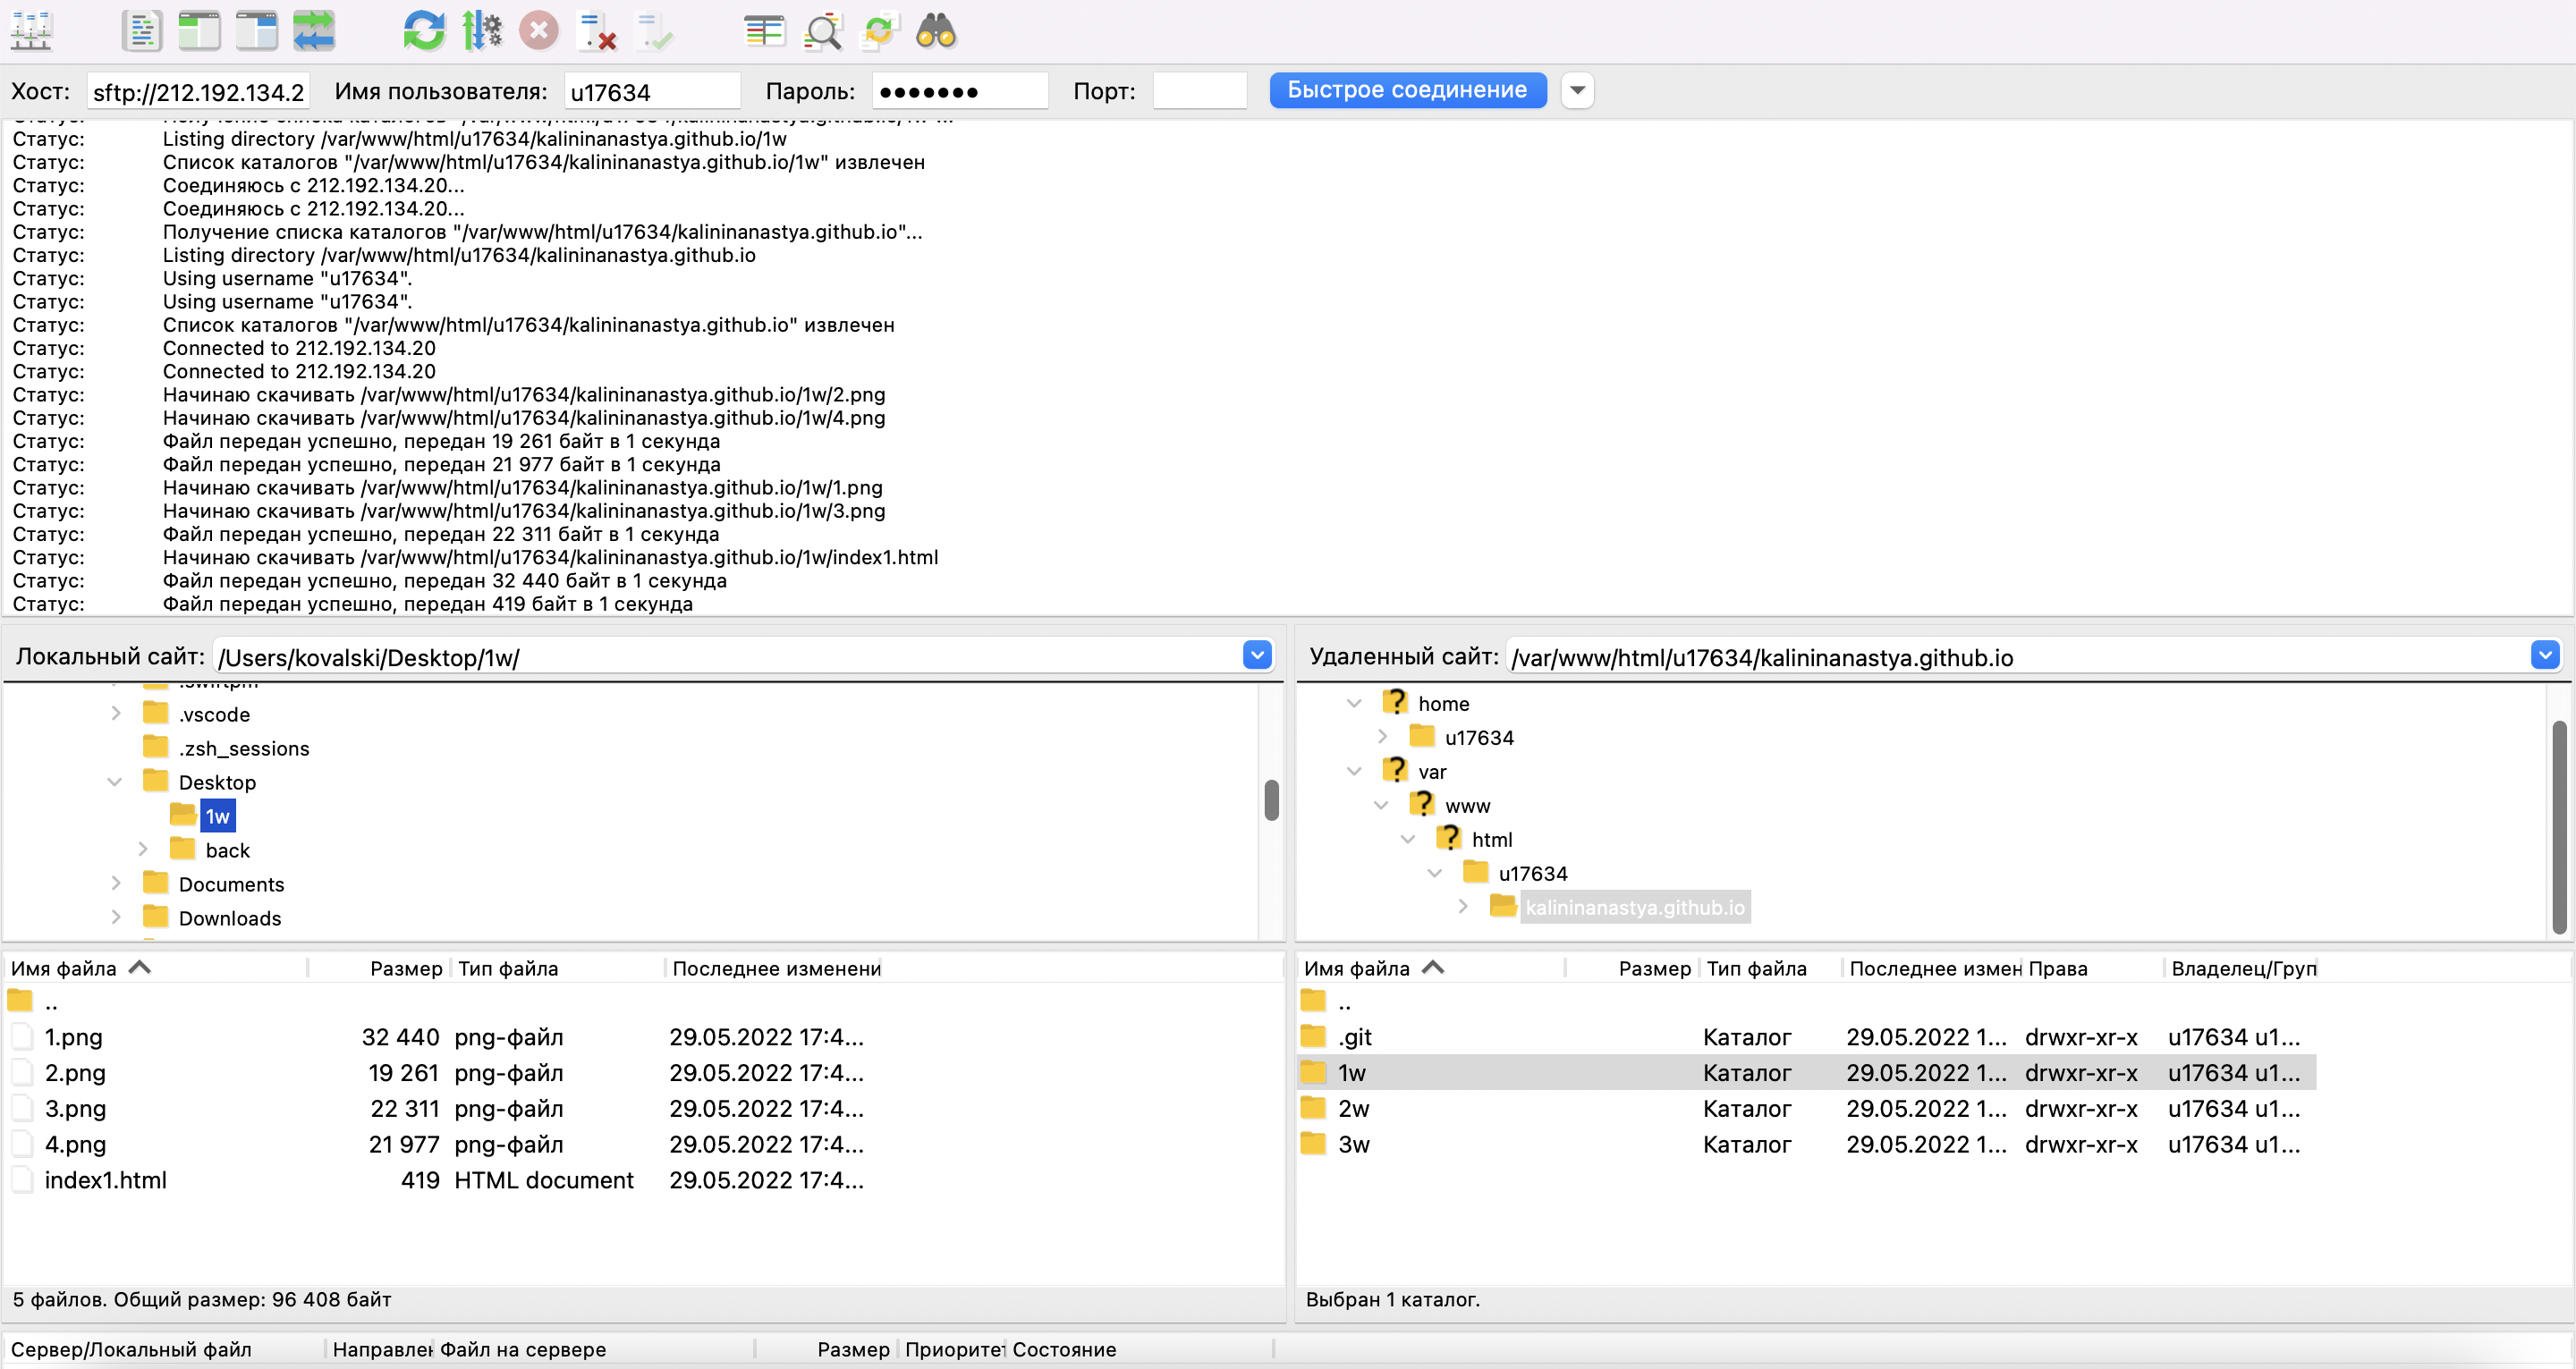 Хост: sftp://212.192.134.2 Имя пользователя: u17634 Пароль: ●●●●●●● Порт: Быстрое соединение
Статус: Получение списка каталогов "/var/www/html/u17634/kalininanastya.github.io/1w"...
Статус: Listing directory /var/www/html/u17634/kalininanastya.github.io/1w
Статус: Список каталогов "/var/www/html/u17634/kalininanastya.github.io/1w" извлечен
Статус: Соединяюсь с 212.192.134.20...
Статус: Соединяюсь с 212.192.134.20...
Статус: Получение списка каталогов "/var/www/html/u17634/kalininanastya.github.io"...
Статус: Listing directory /var/www/html/u17634/kalininanastya.github.io
Статус: Using username "u17634".
Статус: Using username "u17634".
Статус: Список каталогов "/var/www/html/u17634/kalininanastya.github.io" извлечен
Статус: Connected to 212.192.134.20
Статус: Connected to 212.192.134.20
Статус: Начинаю скачивать /var/www/html/u17634/kalininanastya.github.io/1w/2.png
Статус: Начинаю скачивать /var/www/html/u17634/kalininanastya.github.io/1w/4.png
Статус: Файл передан успешно, передан 19 261 байт в 1 секунда
Статус: Файл передан успешно, передан 21 977 байт в 1 секунда
Статус: Начинаю скачивать /var/www/html/u17634/kalininanastya.github.io/1w/1.png
Статус: Начинаю скачивать /var/www/html/u17634/kalininanastya.github.io/1w/3.png
Статус: Файл передан успешно, передан 22 311 байт в 1 секунда
Статус: Начинаю скачивать /var/www/html/u17634/kalininanastya.github.io/1w/index1.html
Статус: Файл передан успешно, передан 32 440 байт в 1 секунда
Статус: Файл передан успешно, передан 419 байт в 1 секунда
Локальный сайт: /Users/kovalski/Desktop/1w/
.swiftpm
.vscode
.zsh_sessions
Desktop
1w
back
Documents
Downloads
Имя файла Размер Тип файла Последнее изменени
..
1.png 32 440 png-файл 29.05.2022 17:4...
2.png 19 261 png-файл 29.05.2022 17:4...
3.png 22 311 png-файл 29.05.2022 17:4...
4.png 21 977 png-файл 29.05.2022 17:4...
index1.html 419 HTML document 29.05.2022 17:4...
5 файлов. Общий размер: 96 408 байт
Удаленный сайт: /var/www/html/u17634/kalininanastya.github.io
home
u17634
var
www
html
u17634
kalininanastya.github.io
Имя файла Размер Тип файла Последнее измен Права Владелец/Груп
..
.git Каталог 29.05.2022 1... drwxr-xr-x u17634 u1...
1w Каталог 29.05.2022 1... drwxr-xr-x u17634 u1...
2w Каталог 29.05.2022 1... drwxr-xr-x u17634 u1...
3w Каталог 29.05.2022 1... drwxr-xr-x u17634 u1...
Выбран 1 каталог.
Сервер/Локальный файл Направлен Файл на сервере Размер Приоритет Состояние